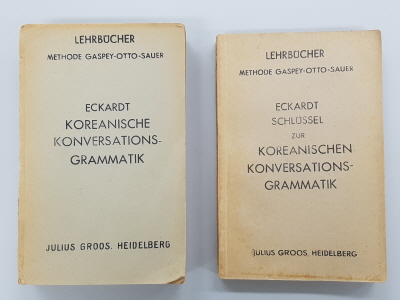 LEHRBÜCHER
METHODE GASPEY-OTTO-SAUER
ECKARDT
KOREANISCHE
KONVERSATIONS-
GRAMMATIK
JULIUS GROOS, HEIDELBERG
LEHRBÜCHER
METHODE GASPEY-OTTO-SAUER
ECKARDT
SCHLÜSSEL
ZUR
KOREANISCHEN
KONVERSATIONS-
GRAMMATIK
JULIUS GROOS, HEIDELBERG